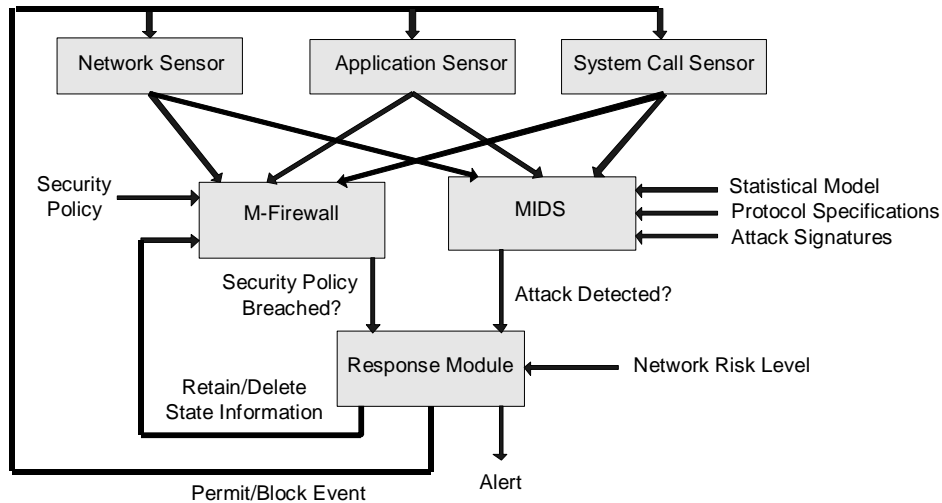 Network Sensor
Application Sensor
System Call Sensor
Security
Policy
M-Firewall
MIDS
Statistical Model
Protocol Specifications
Attack Signatures
Security Policy
Breached?
Attack Detected?
Response Module
Network Risk Level
Retain/Delete
State Information
Alert
Permit/Block Event